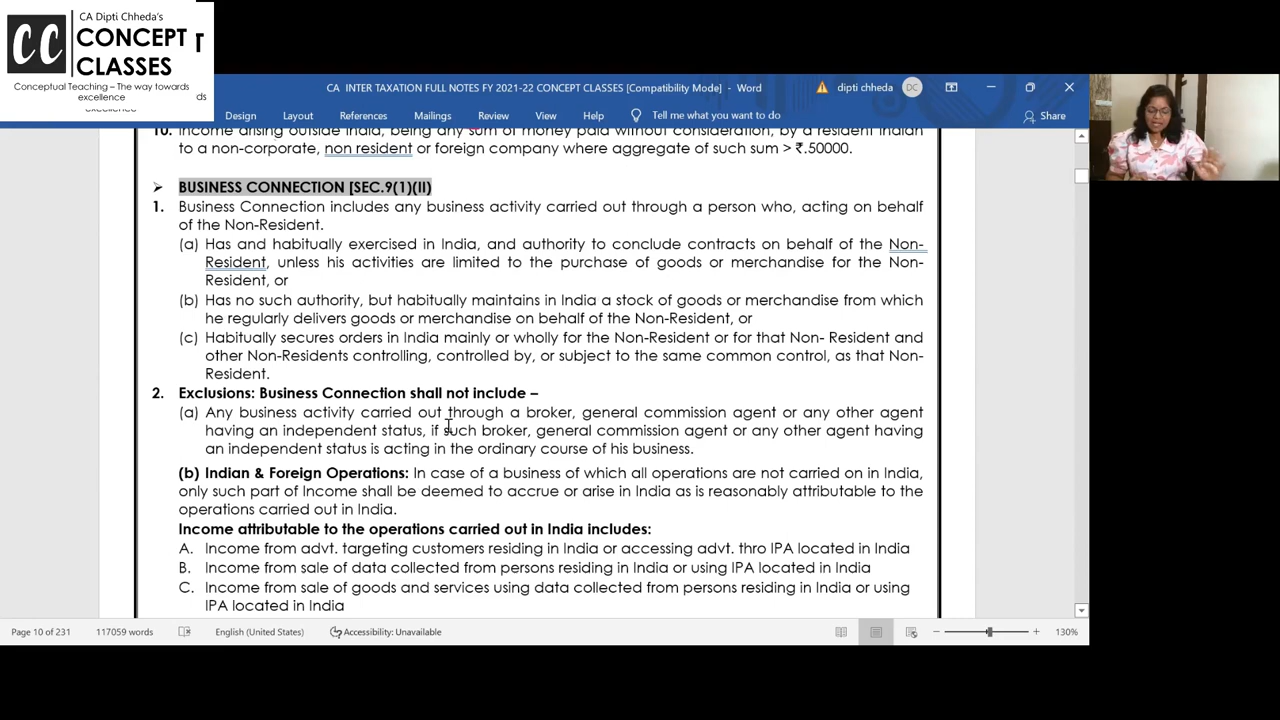 CA Dipti Chheda's
CC
CONCEPT
CLASSES
Conceptual Teaching – The way towards
excellence
ds
excellence
CA INTER TAXATION FULL NOTES FY 2021-22 CONCEPT CLASSES [Compatibility Mode] - Word
dipti chheda
DC
Design
Layout
References
Mailings
Review
View
Help
Tell me what you want to do
Share
10. Income arising outside India, being any sum of money paid without consideration, by a resident Indian
to a non-corporate, non resident or foreign company where aggregate of such sum > ₹.50000.
➢ BUSINESS CONNECTION [SEC.9(1)(II)
1. Business Connection includes any business activity carried out through a person who, acting on behalf
of the Non-Resident.
(a) Has and habitually exercised in India, and authority to conclude contracts on behalf of the Non-
Resident, unless his activities are limited to the purchase of goods or merchandise for the Non-
Resident, or
(b) Has no such authority, but habitually maintains in India a stock of goods or merchandise from which
he regularly delivers goods or merchandise on behalf of the Non-Resident, or
(c) Habitually secures orders in India mainly or wholly for the Non-Resident or for that Non- Resident and
other Non-Residents controlling, controlled by, or subject to the same common control, as that Non-
Resident.
2. Exclusions: Business Connection shall not include –
(a) Any business activity carried out through a broker, general commission agent or any other agent
having an independent status, if such broker, general commission agent or any other agent having
an independent status is acting in the ordinary course of his business.
(b) Indian & Foreign Operations: In case of a business of which all operations are not carried on in India,
only such part of Income shall be deemed to accrue or arise in India as is reasonably attributable to the
operations carried out in India.
Income attributable to the operations carried out in India includes:
A. Income from advt. targeting customers residing in India or accessing advt. thro IPA located in India
B. Income from sale of data collected from persons residing in India or using IPA located in India
C. Income from sale of goods and services using data collected from persons residing in India or using
IPA located in India
Page 10 of 231
117059 words
English (United States)
Accessibility: Unavailable
130%